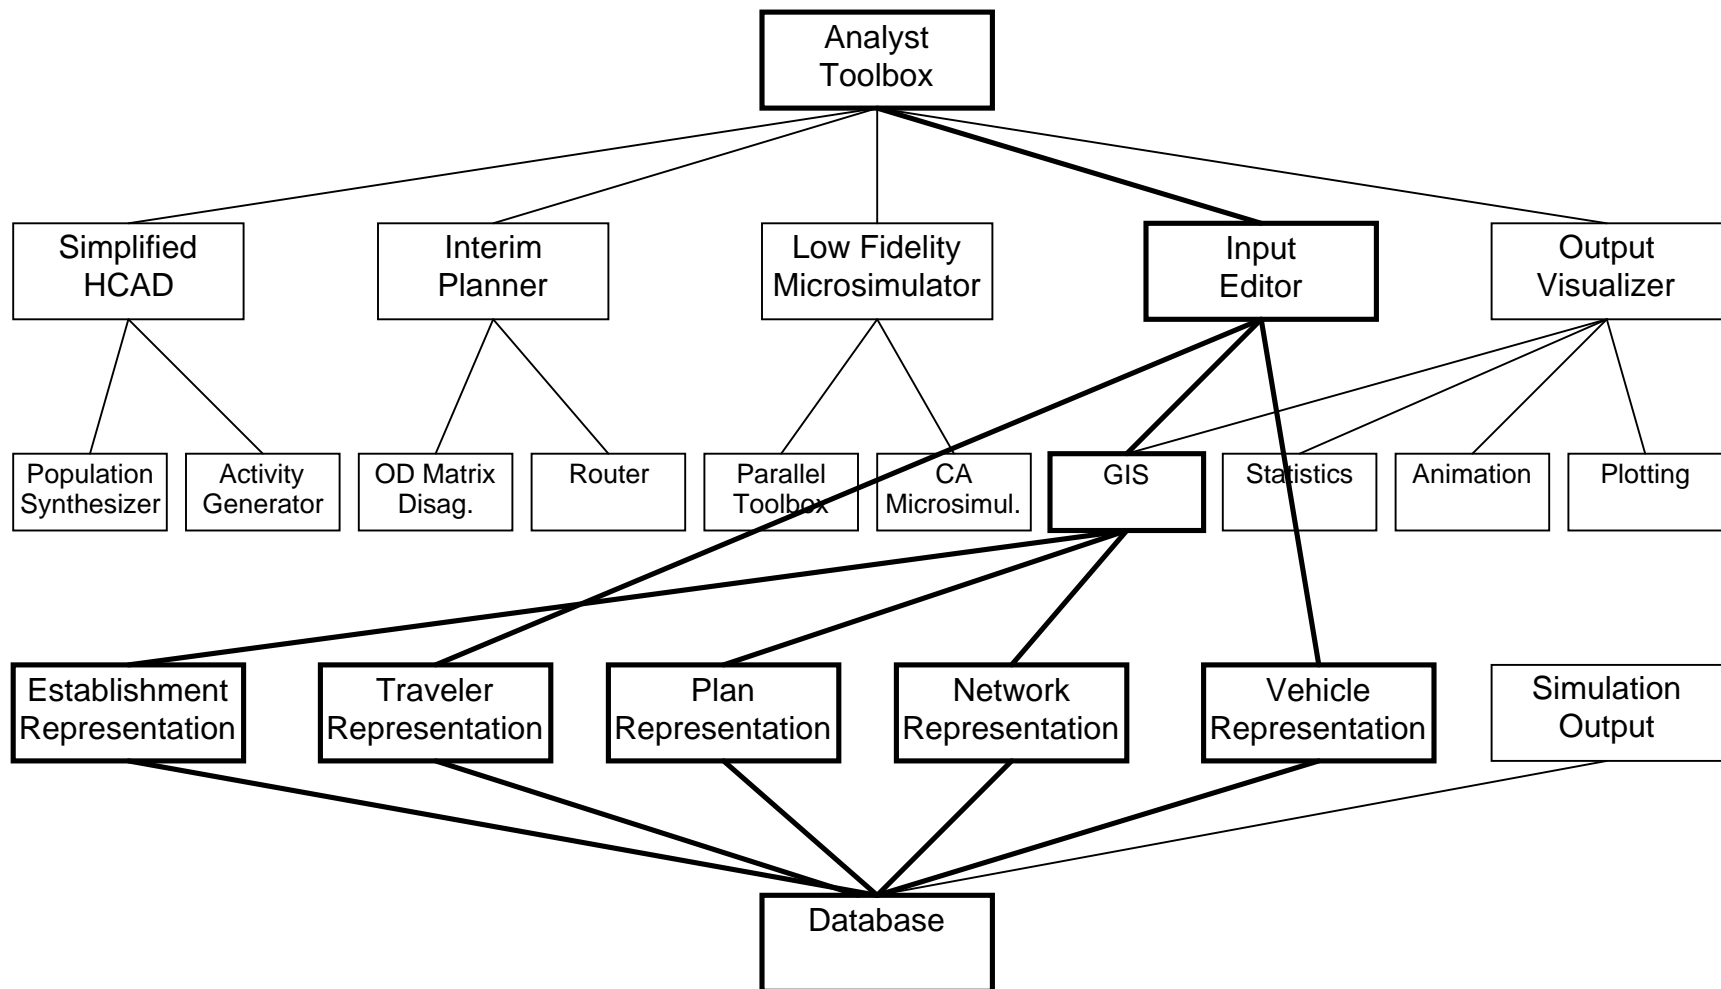 Analyst
Toolbox
Simplified
HCAD
Interim
Planner
Low Fidelity
Microsimulator
Input
Editor
Output
Visualizer
Population
Synthesizer
Activity
Generator
OD Matrix
Disag.
Router
Parallel
Toolbox
CA
Microsimul.
GIS
Statistics
Animation
Plotting
Establishment
Representation
Traveler
Representation
Plan
Representation
Network
Representation
Vehicle
Representation
Simulation
Output
Database